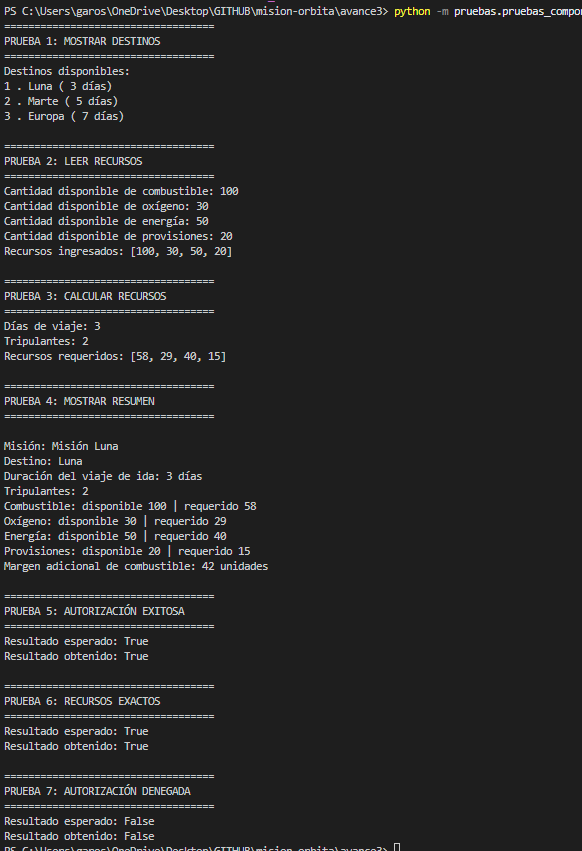 PS C:\Users\garos\OneDrive\Desktop\GITHUB\mision-orbita\avance3> python -m pruebas.pruebas_compo
===================================
PRUEBA 1: MOSTRAR DESTINOS
===================================
Destinos disponibles:
1 . Luna ( 3 días)
2 . Marte ( 5 días)
3 . Europa ( 7 días)
===================================
PRUEBA 2: LEER RECURSOS
===================================
Cantidad disponible de combustible: 100
Cantidad disponible de oxígeno: 30
Cantidad disponible de energía: 50
Cantidad disponible de provisiones: 20
Recursos ingresados: [100, 30, 50, 20]
===================================
PRUEBA 3: CALCULAR RECURSOS
===================================
Días de viaje: 3
Tripulantes: 2
Recursos requeridos: [58, 29, 40, 15]
===================================
PRUEBA 4: MOSTRAR RESUMEN
===================================
Misión: Misión Luna
Destino: Luna
Duración del viaje de ida: 3 días
Tripulantes: 2
Combustible: disponible 100 | requerido 58
Oxígeno: disponible 30 | requerido 29
Energía: disponible 50 | requerido 40
Provisiones: disponible 20 | requerido 15
Margen adicional de combustible: 42 unidades
===================================
PRUEBA 5: AUTORIZACIÓN EXITOSA
===================================
Resultado esperado: True
Resultado obtenido: True
===================================
PRUEBA 6: RECURSOS EXACTOS
===================================
Resultado esperado: True
Resultado obtenido: True
===================================
PRUEBA 7: AUTORIZACIÓN DENEGADA
===================================
Resultado esperado: False
Resultado obtenido: False
PS C:\Users\garos\OneDrive\Desktop\GITHUB\mision-orbita\avance3>